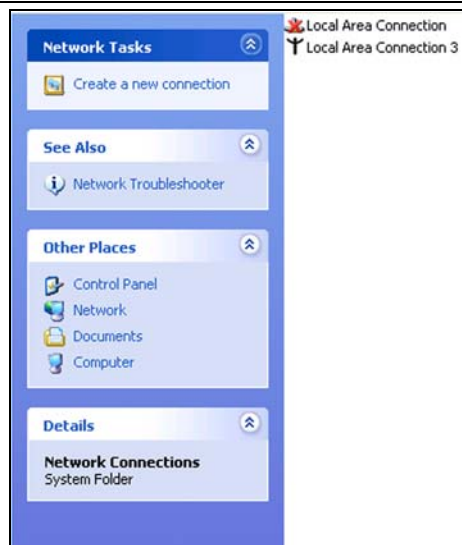 Network Tasks
Create a new connection
See Also
Network Troubleshooter
Other Places
Control Panel
Network
Documents
Computer
Details
Network Connections
System Folder
Local Area Connection
Local Area Connection 3